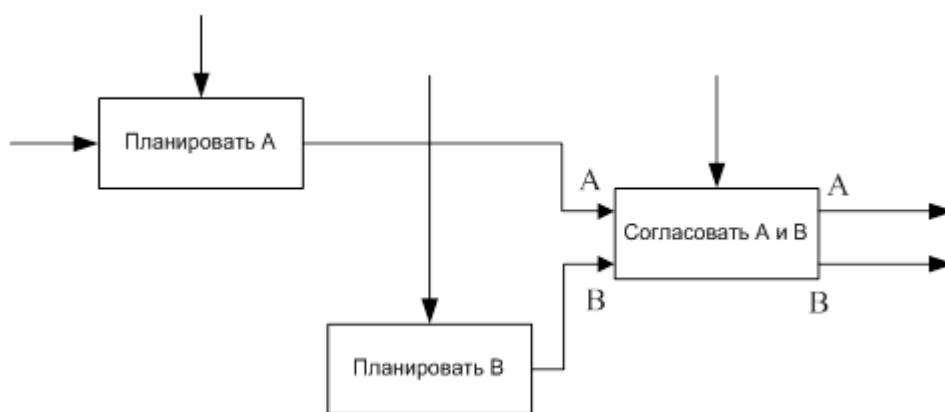 Планировать А
А
А
Согласовать А и В
В
В
Планировать В